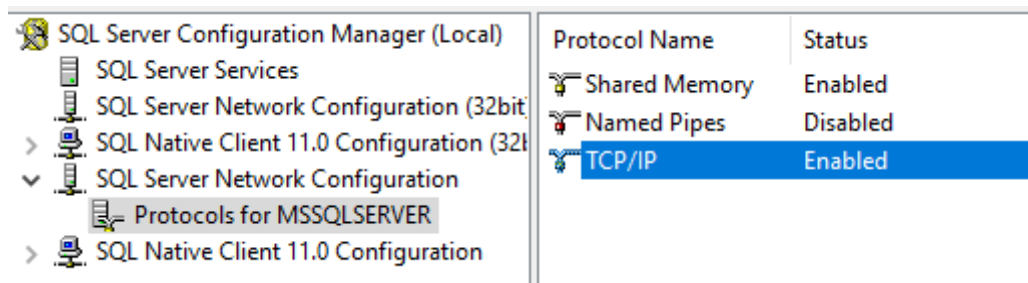 SQL Server Configuration Manager (Local)
SQL Server Services
SQL Server Network Configuration (32bit
SQL Native Client 11.0 Configuration (32b
SQL Server Network Configuration
Protocols for MSSQLSERVER
SQL Native Client 11.0 Configuration
Protocol Name Status
Shared Memory Enabled
Named Pipes Disabled
TCP/IP Enabled